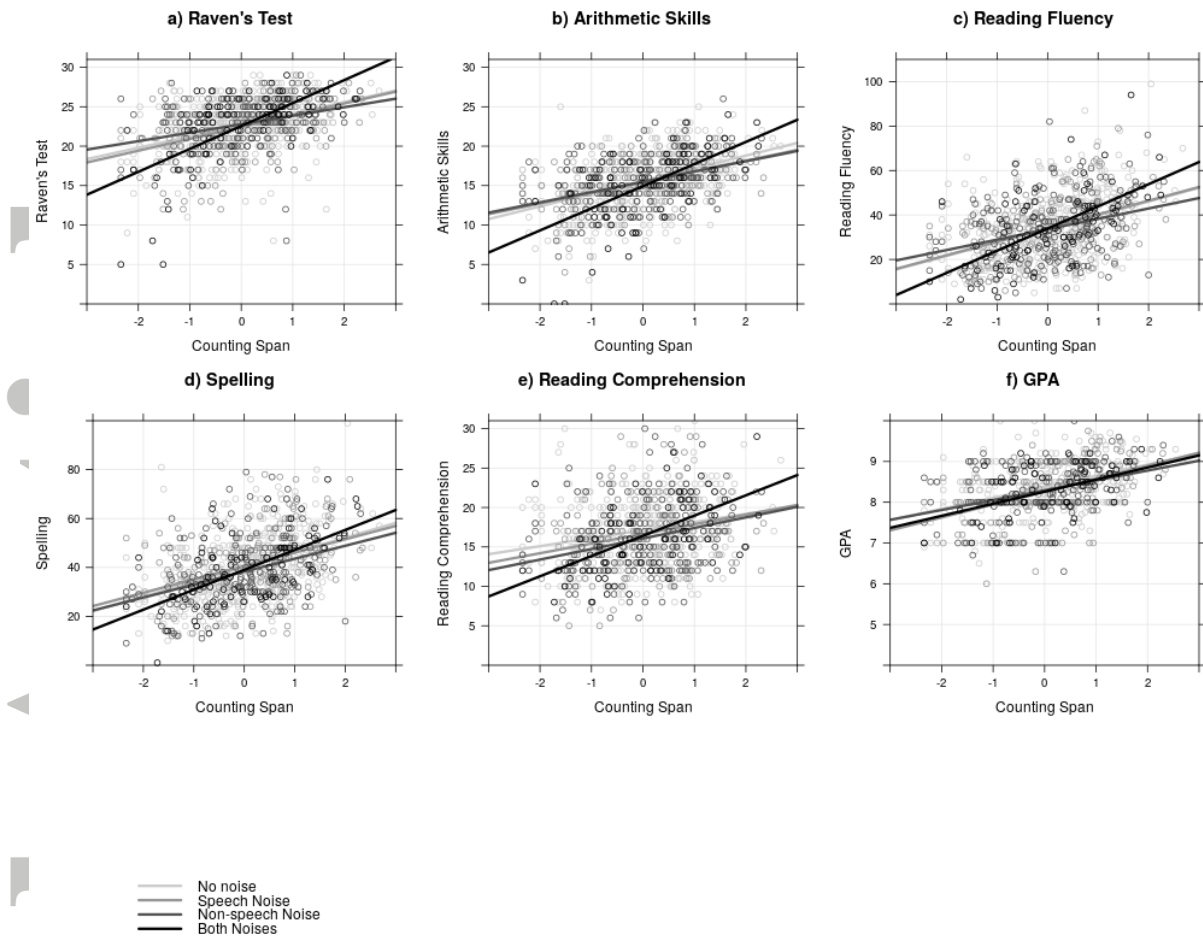 a) Raven's Test
b) Arithmetic Skills
c) Reading Fluency
30
25
20
15
10
5
Raven's Test
-2
-1
0
1
2
Counting Span
30
25
20
15
10
5
Arithmetic Skills
-2
-1
0
1
2
Counting Span
100
80
60
40
20
Reading Fluency
-2
-1
0
1
2
Counting Span
d) Spelling
e) Reading Comprehension
f) GPA
80
60
40
20
Spelling
-2
-1
0
1
2
Counting Span
30
25
20
15
10
5
Reading Comprehension
-2
-1
0
1
2
Counting Span
9
8
7
6
5
GPA
-2
-1
0
1
2
Counting Span
No noise
Speech Noise
Non-speech Noise
Both Noises